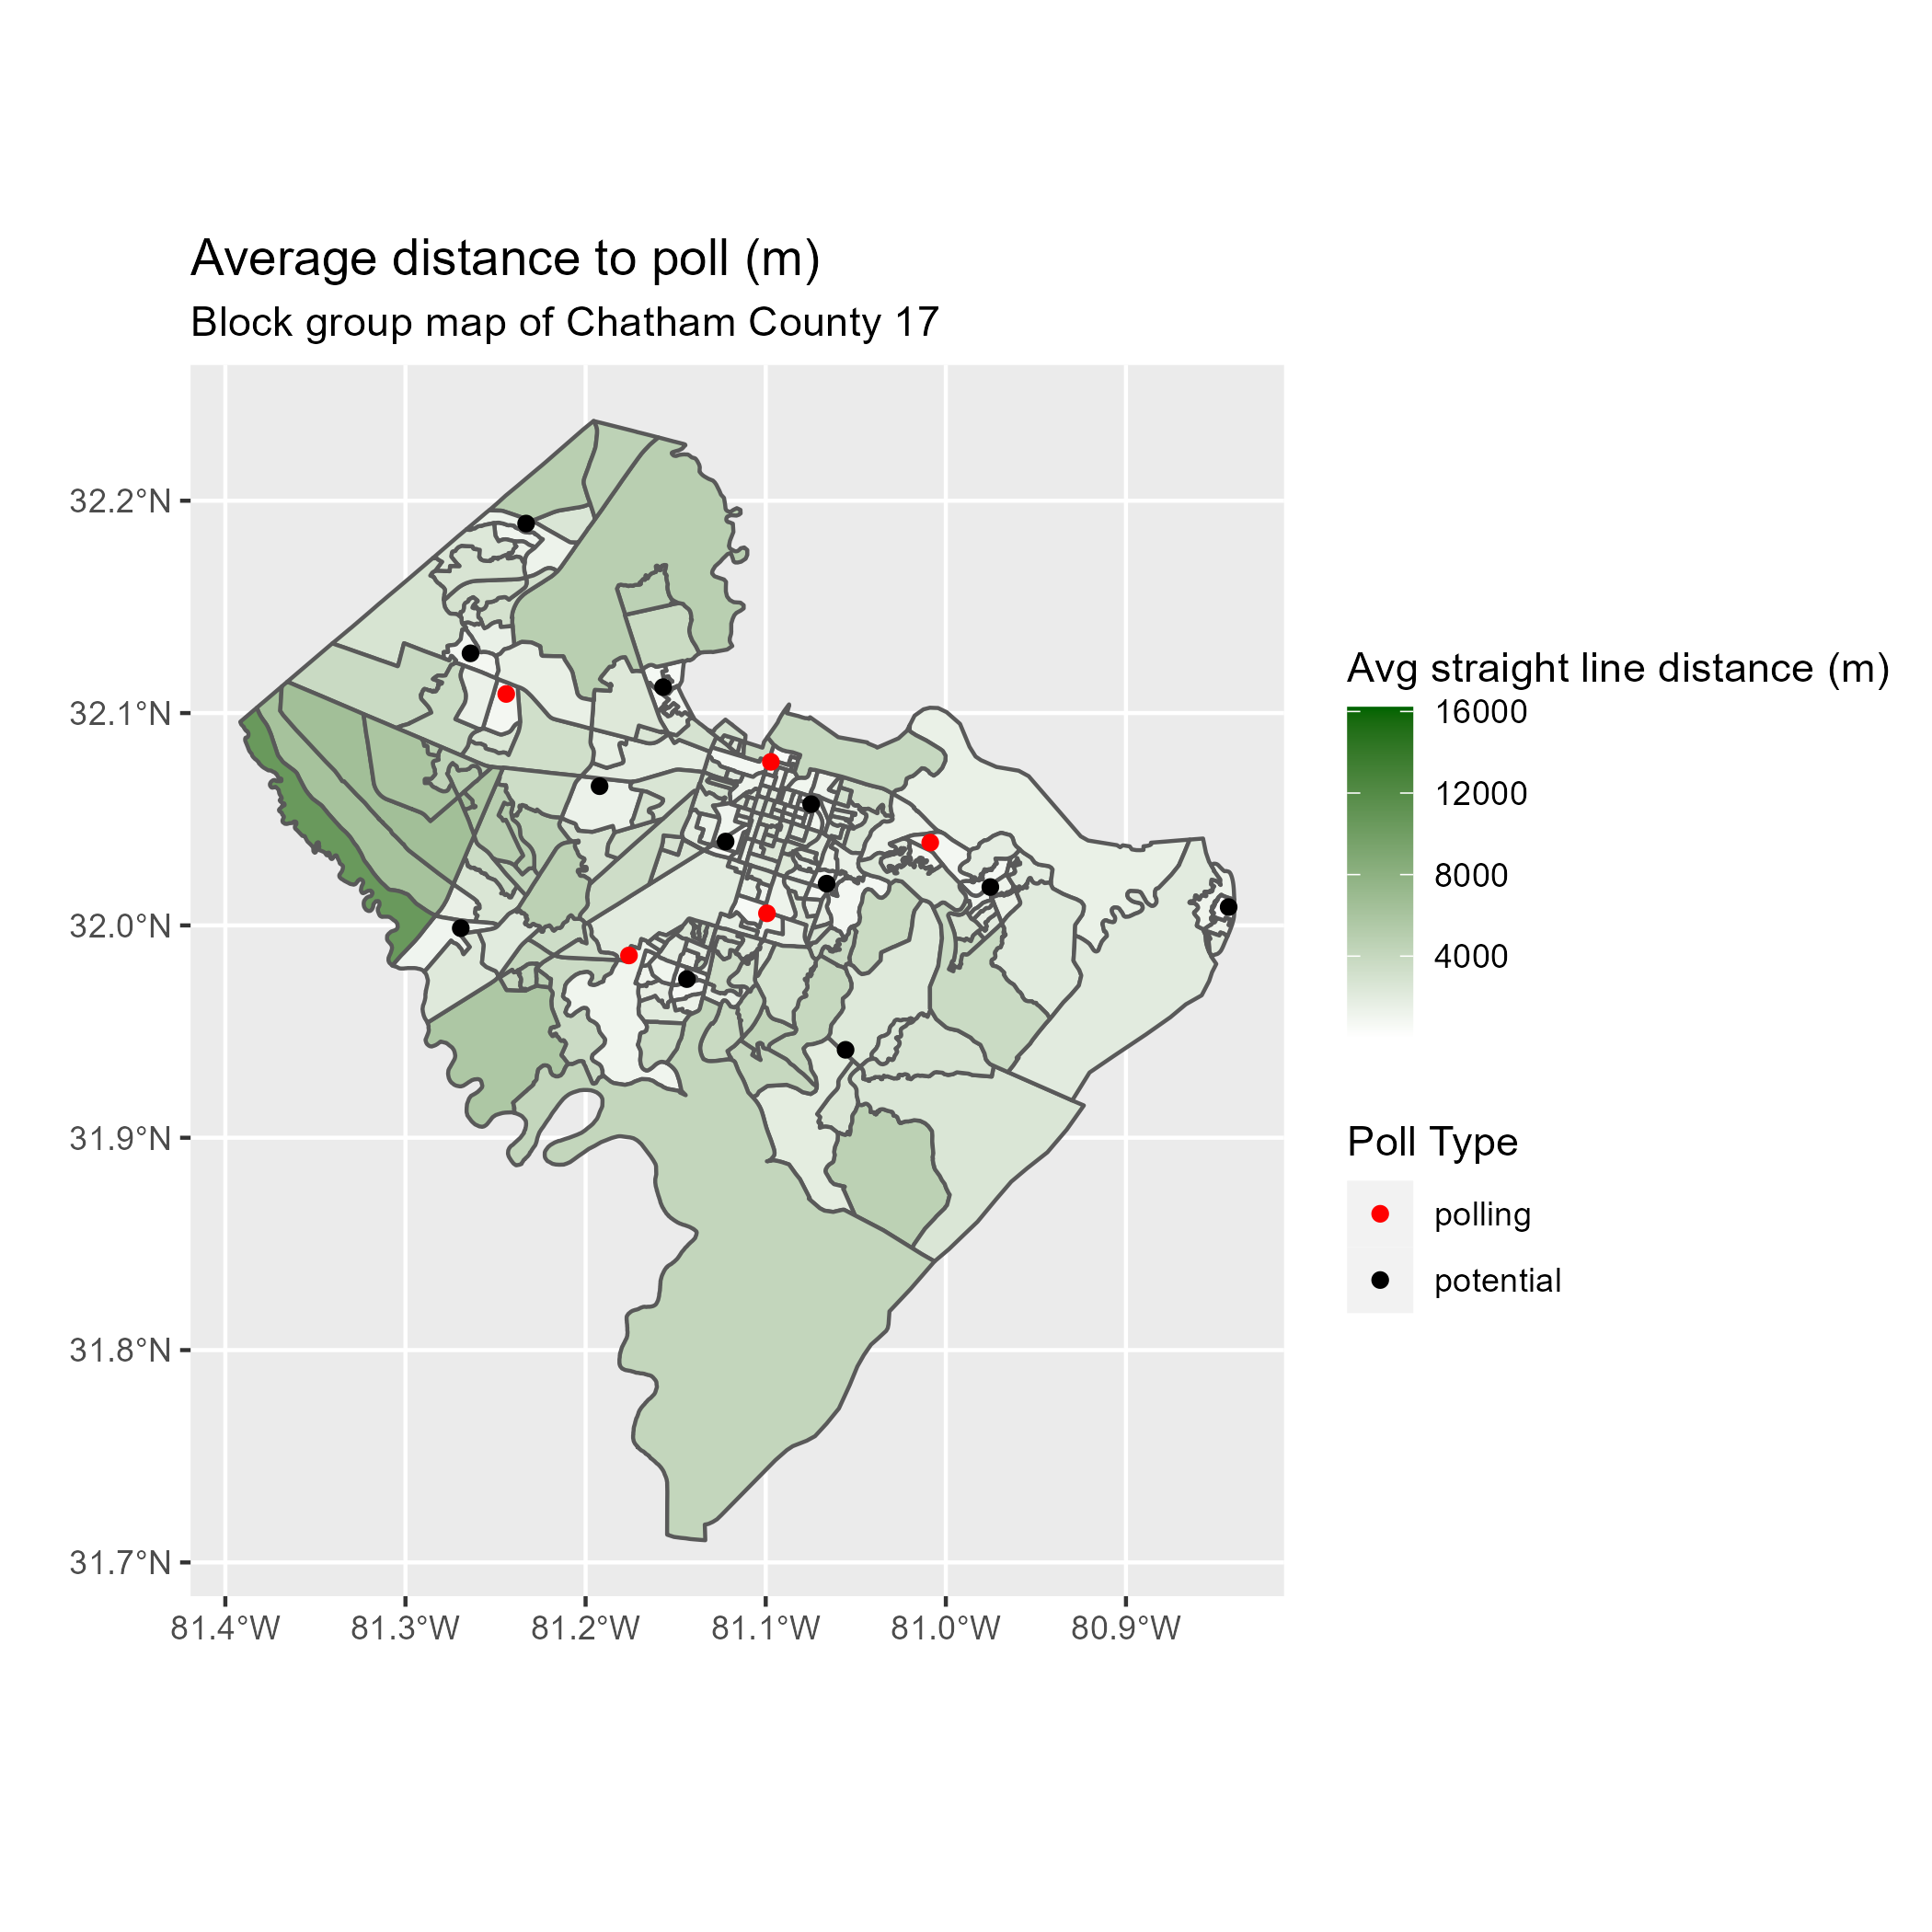 Average distance to poll (m)
Block group map of Chatham County 17
32.2°N
32.1°N
32.0°N
31.9°N
31.8°N
31.7°N
81.4°W 81.3°W 81.2°W 81.1°W 81.0°W 80.9°W
Avg straight line distance (m)
16000
12000
8000
4000
Poll Type
polling
potential